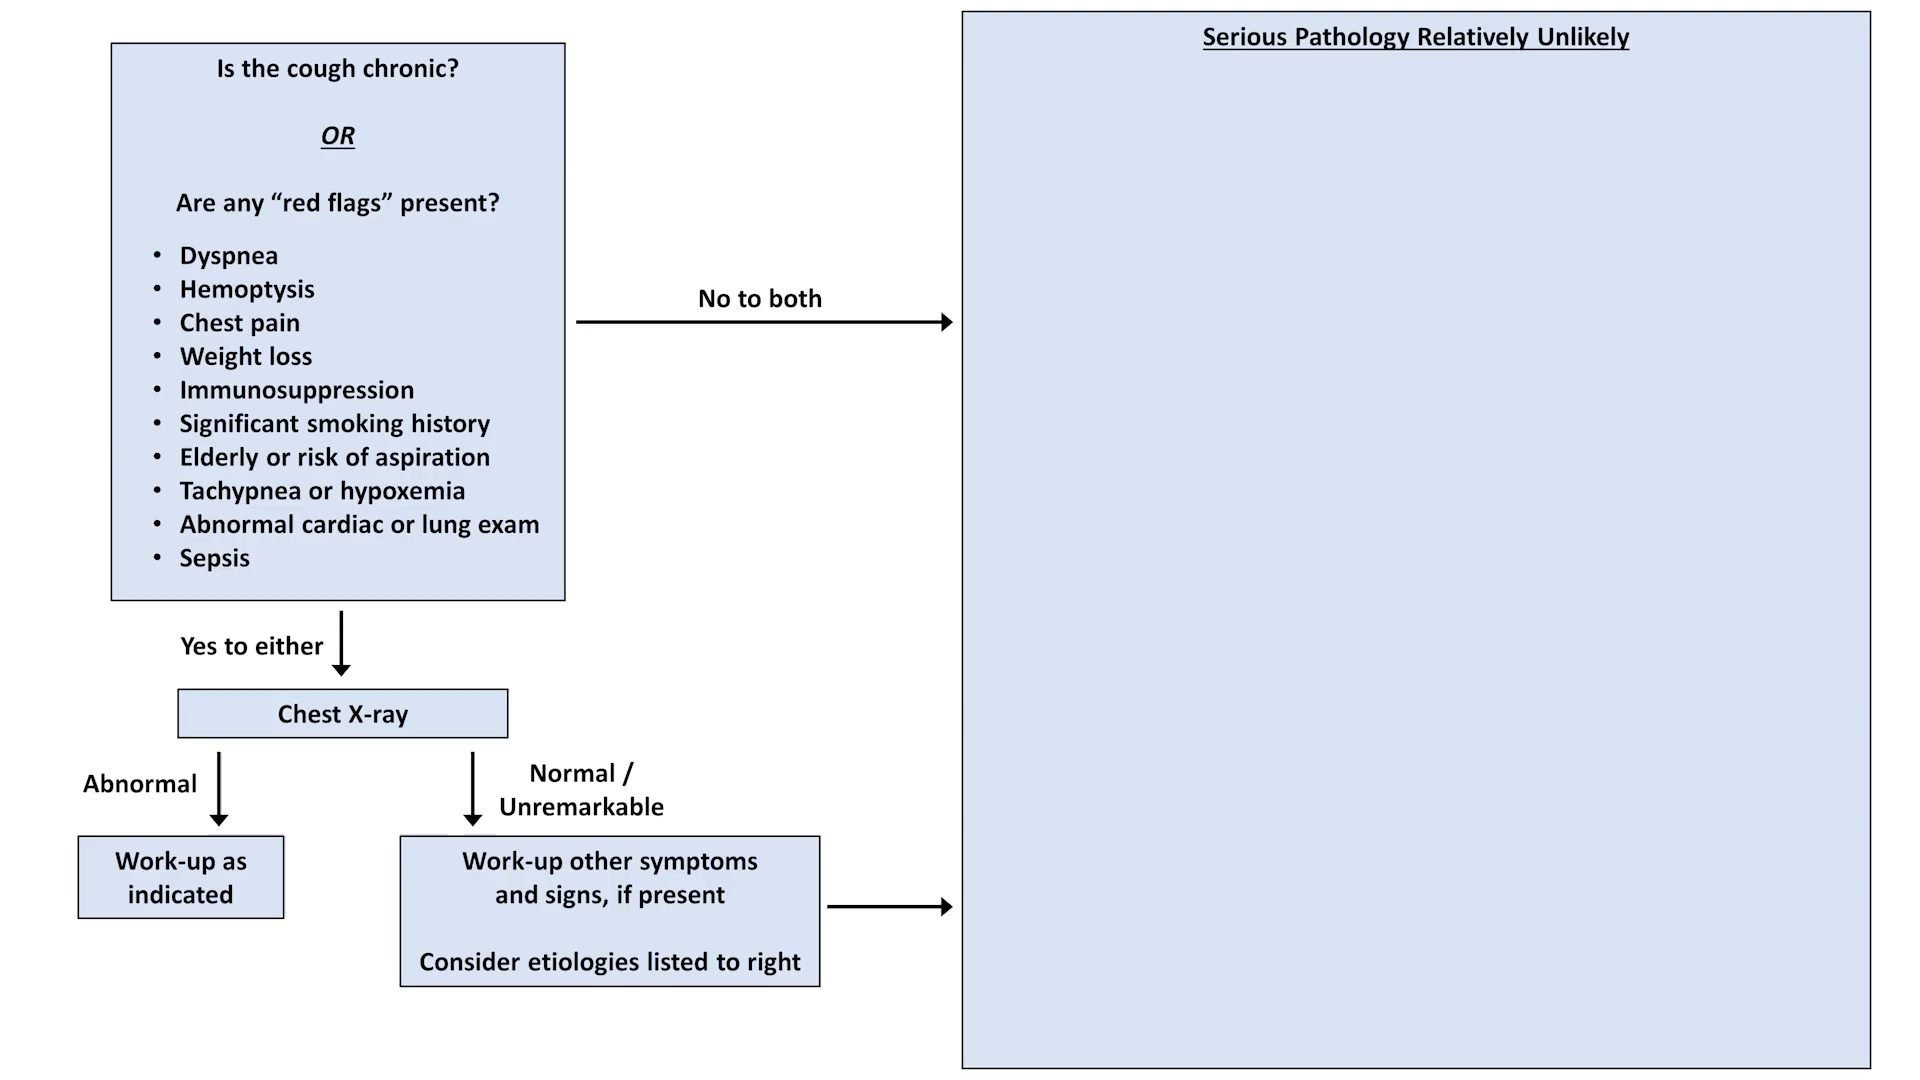 Is the cough chronic?
OR
Are any “red flags” present?
• Dyspnea
• Hemoptysis
• Chest pain
• Weight loss
• Immunosuppression
• Significant smoking history
• Elderly or risk of aspiration
• Tachypnea or hypoxemia
• Abnormal cardiac or lung exam
• Sepsis
No to both
Serious Pathology Relatively Unlikely
Yes to either
Chest X-ray
Abnormal
Normal /
Unremarkable
Work-up as
indicated
Work-up other symptoms
and signs, if present
Consider etiologies listed to right